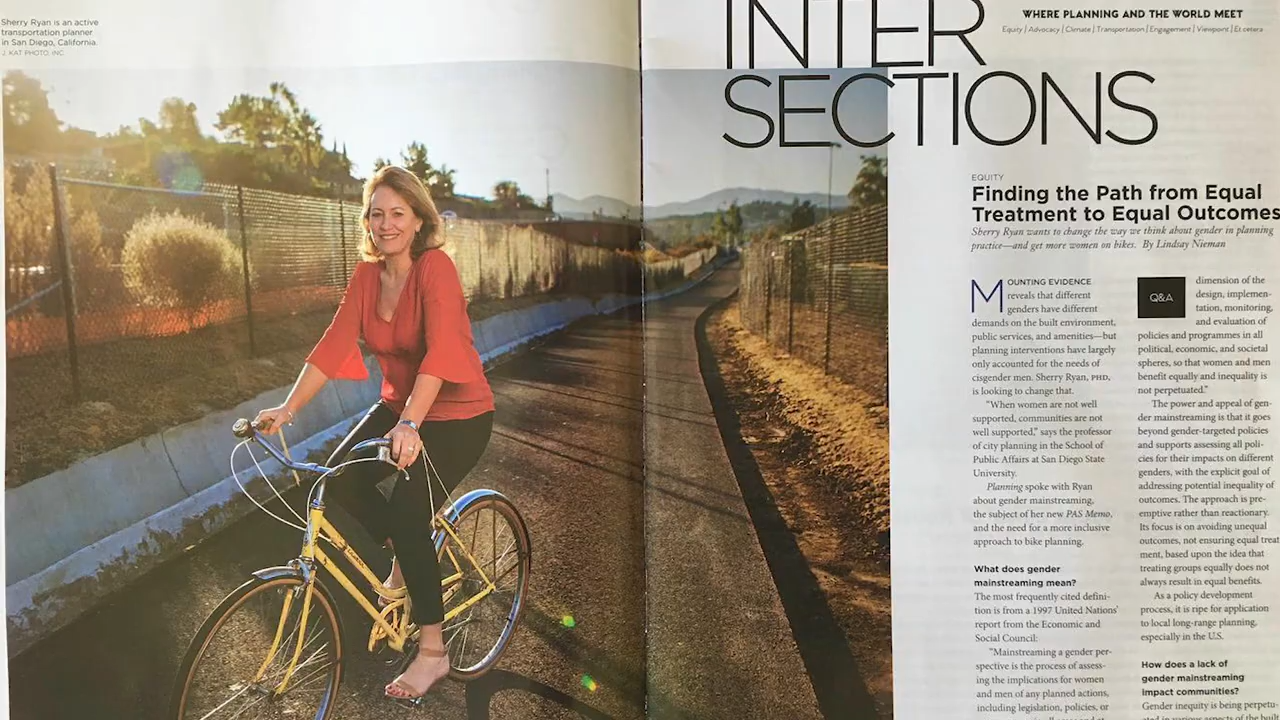 Sherry Ryan is an active
transportation planner
in San Diego, California.
J. KAT PHOTO, INC.
INTER
SECTIONS
WHERE PLANNING AND THE WORLD MEET
Equity | Advocacy | Climate | Transportation | Engagement | Viewpoint | Et cetera
EQUITY
Finding the Path from Equal
Treatment to Equal Outcomes
Sherry Ryan wants to change the way we think about gender in planning
practice—and get more women on bikes. By Lindsay Nieman
MOUNTING EVIDENCE
reveals that different
genders have different
demands on the built environment,
public services, and amenities—but
planning interventions have largely
only accounted for the needs of
cisgender men. Sherry Ryan, PHD,
is looking to change that.
"When women are not well
supported, communities are not
well supported," says the professor
of city planning in the School of
Public Affairs at San Diego State
University.
Planning spoke with Ryan
about gender mainstreaming,
the subject of her new PAS Memo,
and the need for a more inclusive
approach to bike planning.
What does gender
mainstreaming mean?
The most frequently cited defini-
tion is from a 1997 United Nations'
report from the Economic and
Social Council:
"Mainstreaming a gender per-
spective is the process of assess-
ing the implications for women
and men of any planned actions,
including legislation, policies, or
Q&A
dimension of the
design, implemen-
tation, monitoring,
and evaluation of
policies and programmes in all
political, economic, and societal
spheres, so that women and men
benefit equally and inequality is
not perpetuated."
The power and appeal of gen-
der mainstreaming is that it goes
beyond gender-targeted policies
and supports assessing all poli-
cies for their impacts on different
genders, with the explicit goal of
addressing potential inequality of
outcomes. The approach is pre-
emptive rather than reactionary.
Its focus is on avoiding unequal
outcomes, not ensuring equal treat
ment, based upon the idea that
treating groups equally does not
always result in equal benefits.
As a policy development
process, it is ripe for application
to local long-range planning,
especially in the U.S.
How does a lack of
gender mainstreaming
impact communities?
Gender inequity is being perpetu-